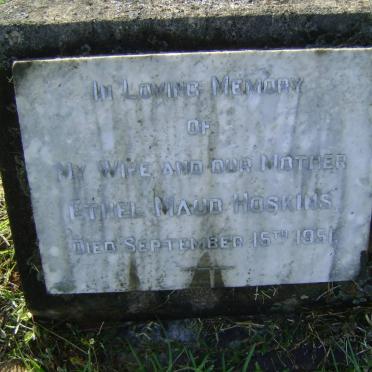 In Loving Memory
of
My Wife and our Mother
Ethel Maud Hoskins
Died September 15th 1951.